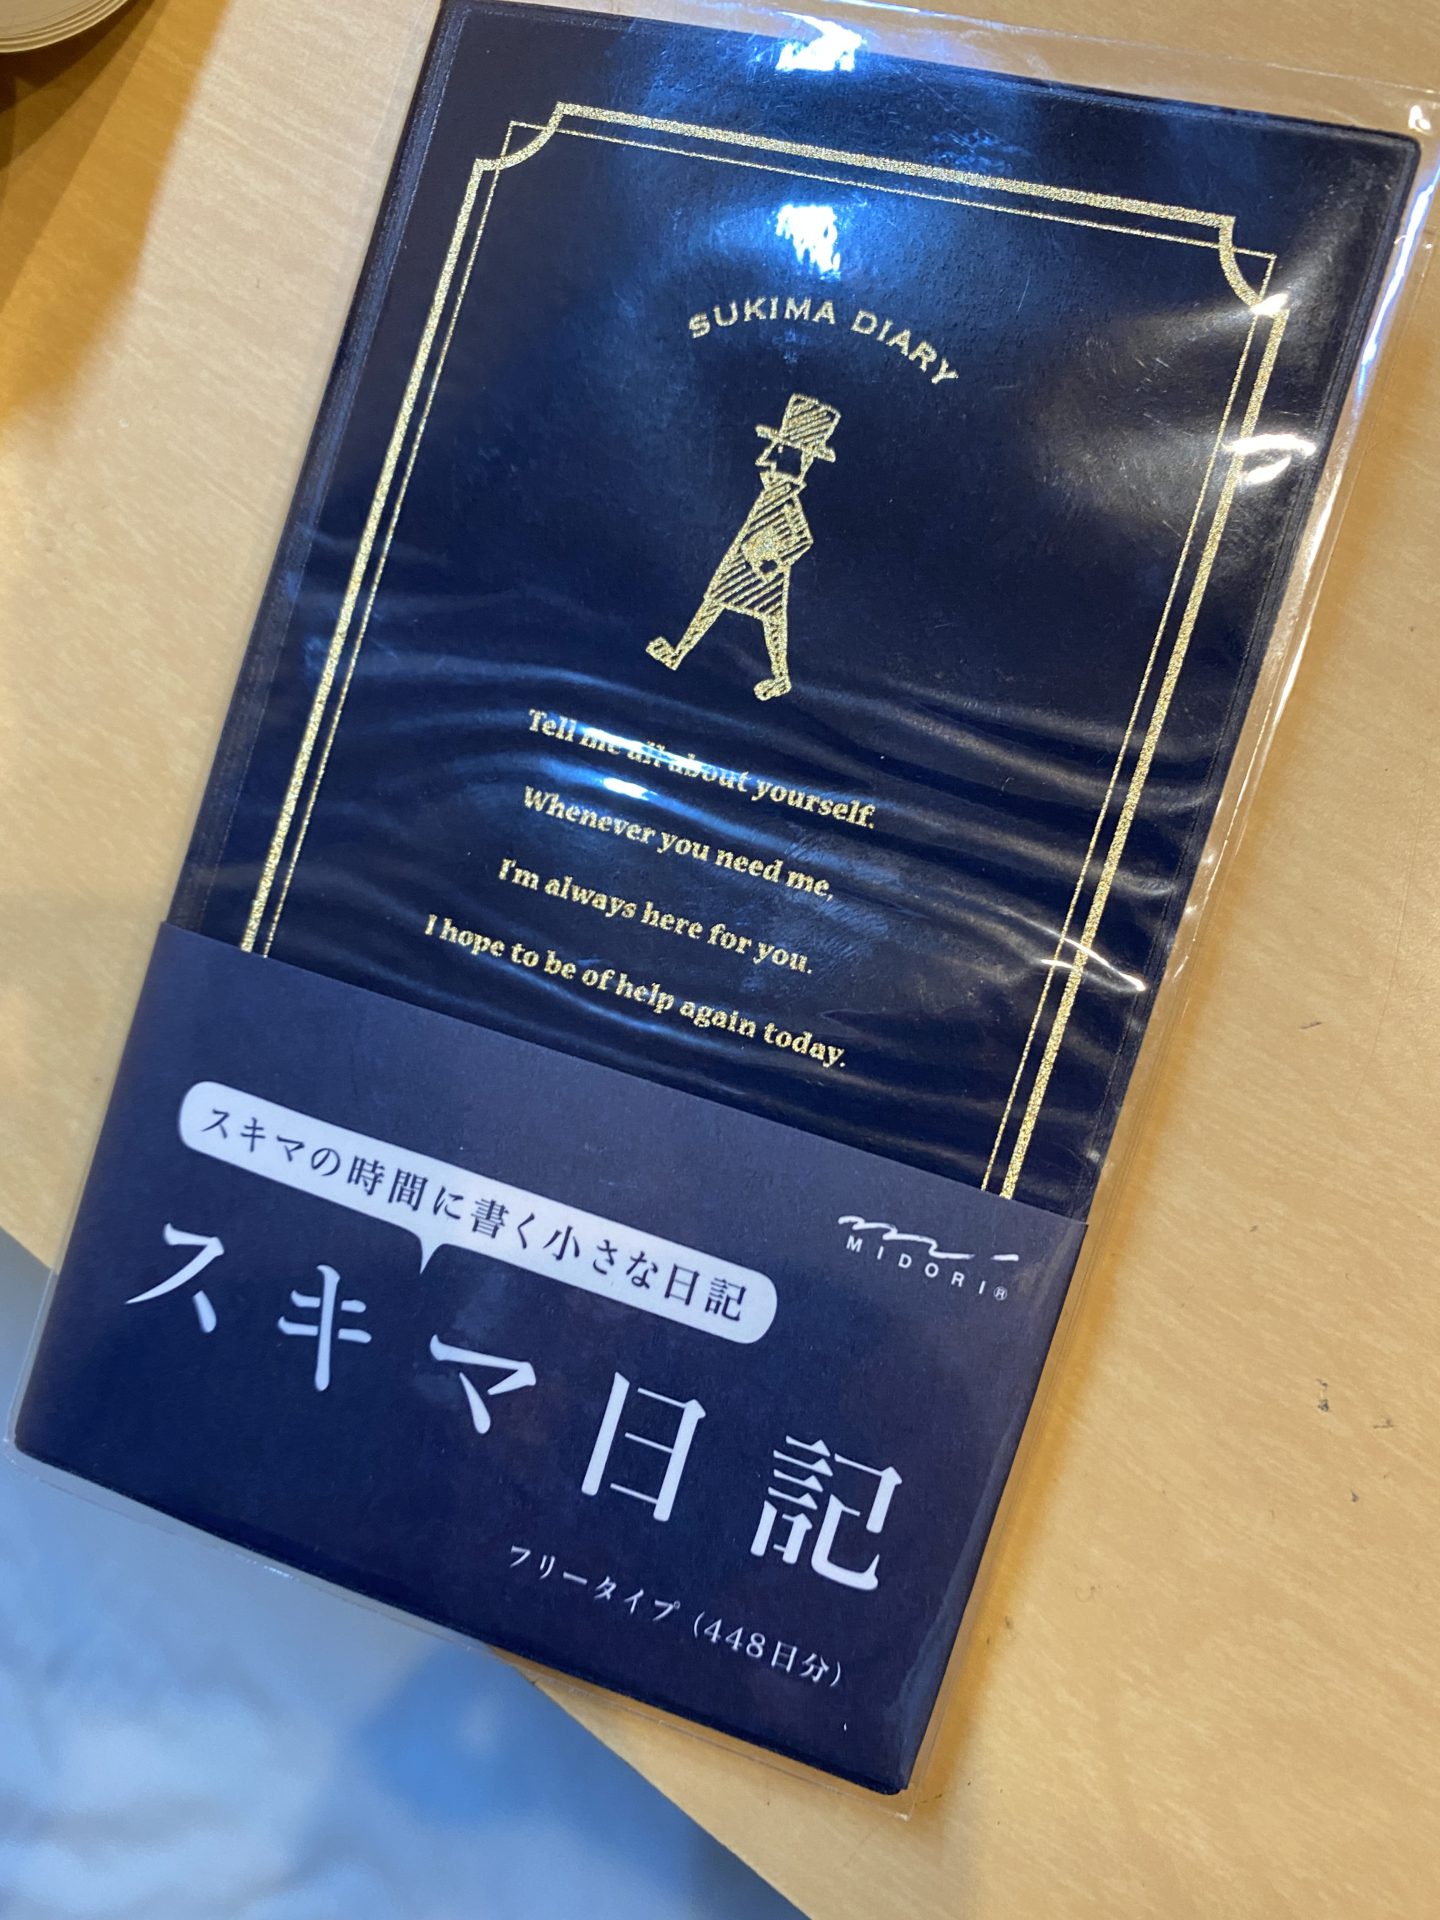 SUKIMA DIARY
Tell me all about yourself.
Whenever you need me,
I'm always here for you.
I hope to be of help again today.
スキマの時間に書く小さな日記
MIDORI®
スキマ日記
フリータイプ（448日分）